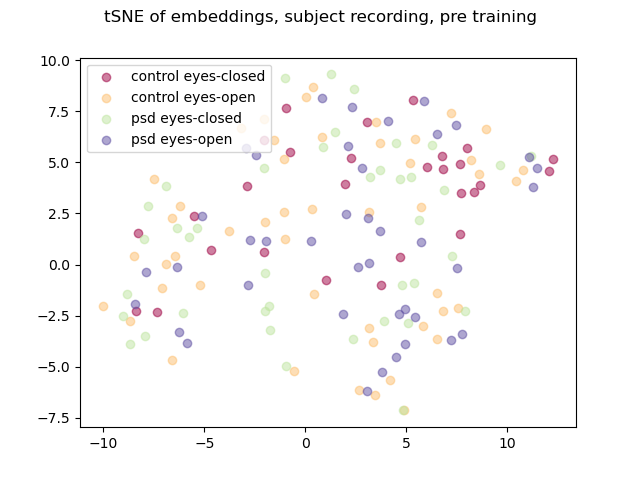 tSNE of embeddings, subject recording, pre training
10.0
7.5
5.0
2.5
0.0
−2.5
−5.0
−7.5
control eyes-closed
control eyes-open
psd eyes-closed
psd eyes-open
−10
−5
0
5
10